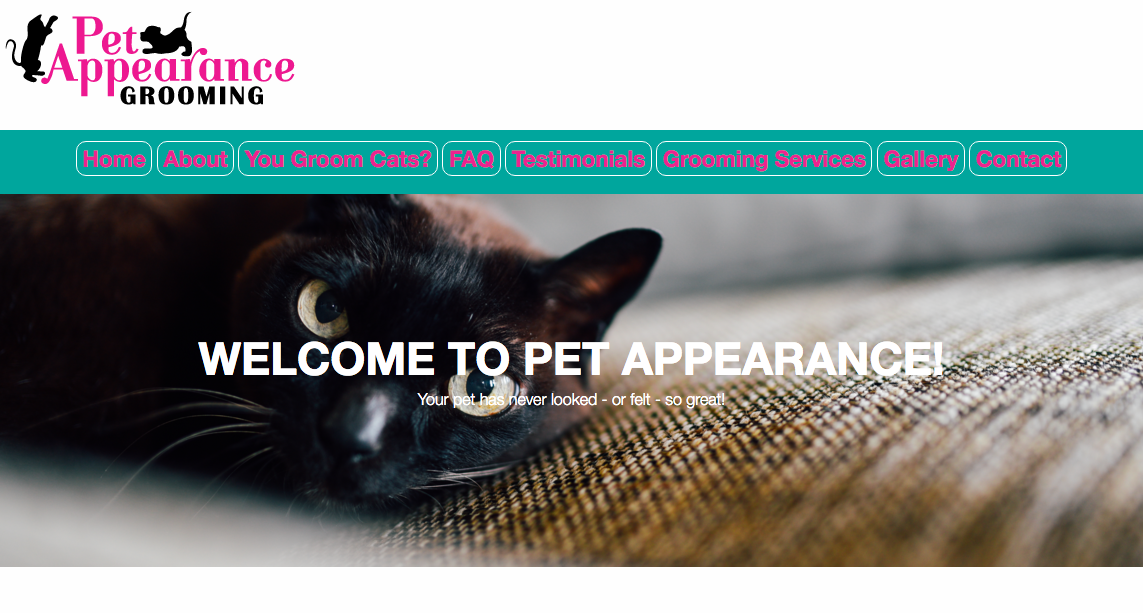 Pet
Appearance
GROOMING
Home About You Groom Cats? FAQ Testimonials Grooming Services Gallery Contact
WELCOME TO PET APPEARANCE!
Your pet has never looked - or felt - so great!